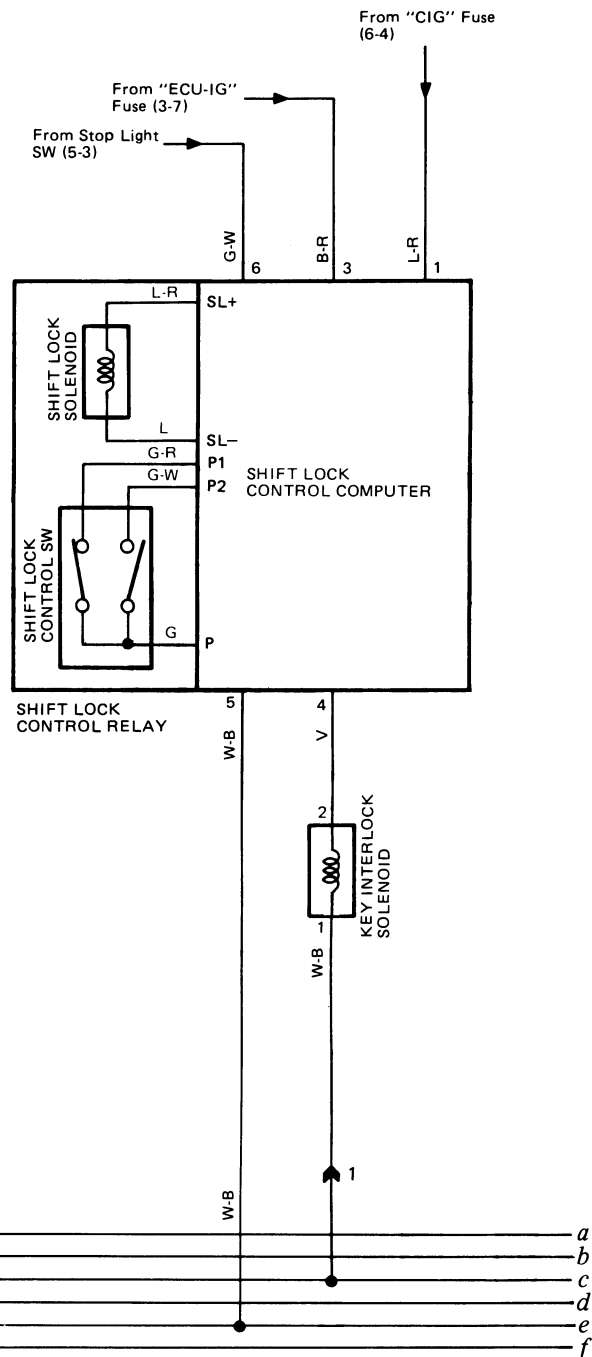 From "CIG" Fuse
(6-4)
From "ECU-IG"
Fuse (3-7)
From Stop Light
SW (5-3)
G-W
B-R
L-R
6
3
1
L-R
SL+
SHIFT LOCK
SOLENOID
L
SL–
G-R
P1
G-W
P2
SHIFT LOCK
CONTROL COMPUTER
SHIFT LOCK
CONTROL SW
G
P
SHIFT LOCK
CONTROL RELAY
5
4
W-B
V
2
KEY INTERLOCK
SOLENOID
1
W-B
1
W-B
a
b
c
d
e
f